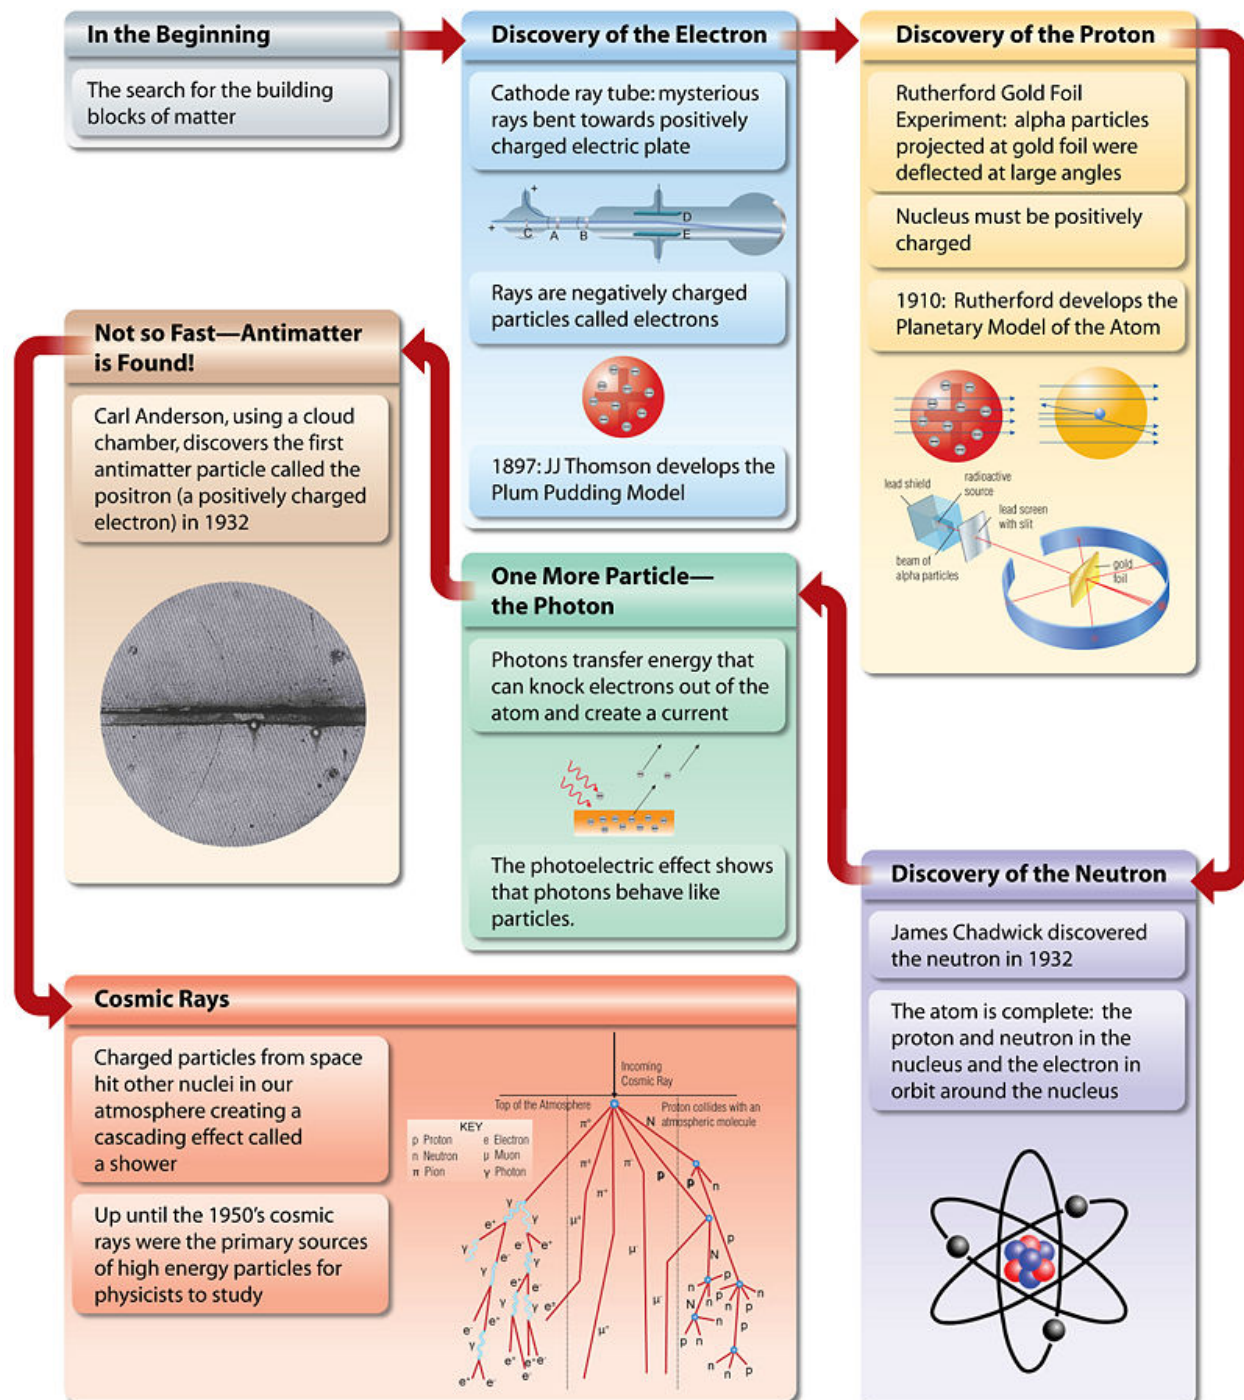 In the Beginning
The search for the building
blocks of matter
Discovery of the Electron
Cathode ray tube: mysterious
rays bent towards positively
charged electric plate
+
+
C
A
B
D
E
Rays are negatively charged
particles called electrons
1897: JJ Thomson develops the
Plum Pudding Model
Discovery of the Proton
Rutherford Gold Foil
Experiment: alpha particles
projected at gold foil were
deflected at large angles
Nucleus must be positively
charged
1910: Rutherford develops the
Planetary Model of the Atom
lead shield
radioactive
source
lead screen
with slit
beam of
alpha particles
gold
foil
Discovery of the Neutron
James Chadwick discovered
the neutron in 1932
The atom is complete: the
proton and neutron in the
nucleus and the electron in
orbit around the nucleus
One More Particle—
the Photon
Photons transfer energy that
can knock electrons out of the
atom and create a current
The photoelectric effect shows
that photons behave like
particles.
Not so Fast—Antimatter
is Found!
Carl Anderson, using a cloud
chamber, discovers the first
antimatter particle called the
positron (a positively charged
electron) in 1932
Cosmic Rays
Charged particles from space
hit other nuclei in our
atmosphere creating a
cascading effect called
a shower
Up until the 1950's cosmic
rays were the primary sources
of high energy particles for
physicists to study
Incoming
Cosmic Ray
Top of the Atmosphere
Proton collides with an
atmospheric molecule
KEY
p Proton e Electron
n Neutron μ Muon
π Pion γ Photon